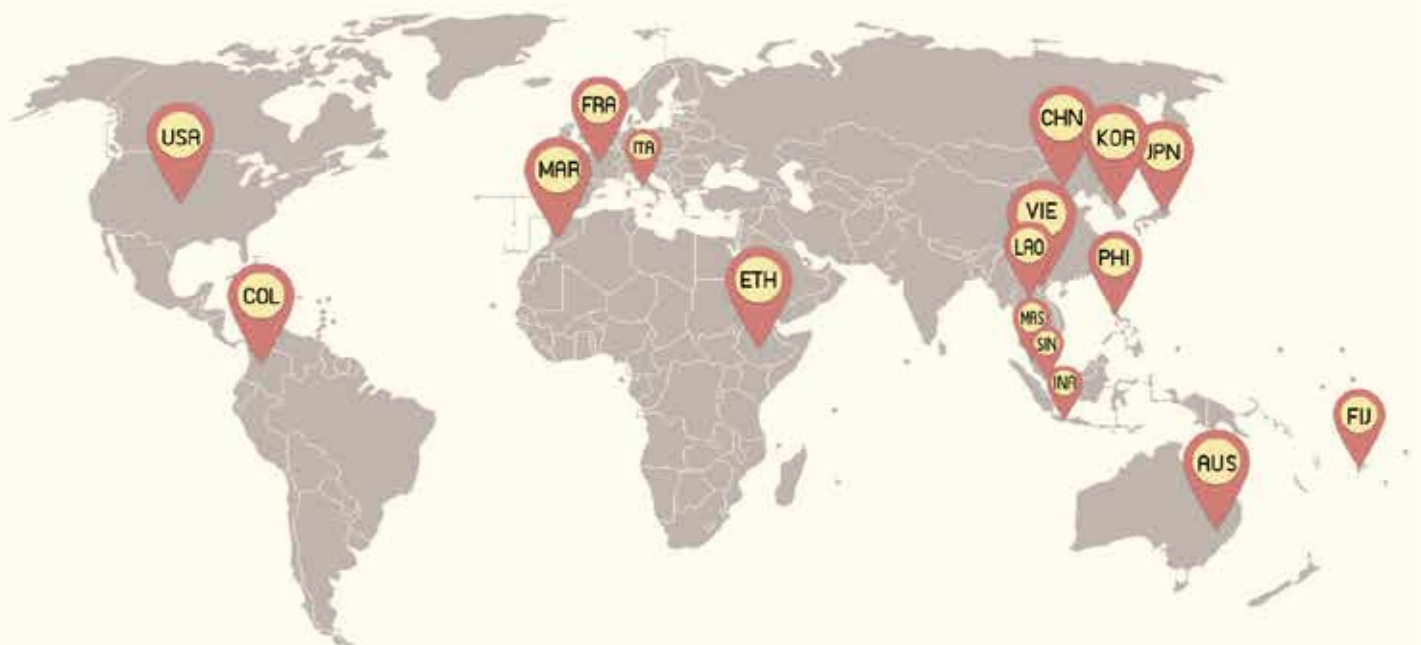 USA
COL
FRA
ITA
MAR
ETH
CHN
KOR
JPN
VIE
LAO
PHI
MAS
SIN
INA
AUS
FIJ